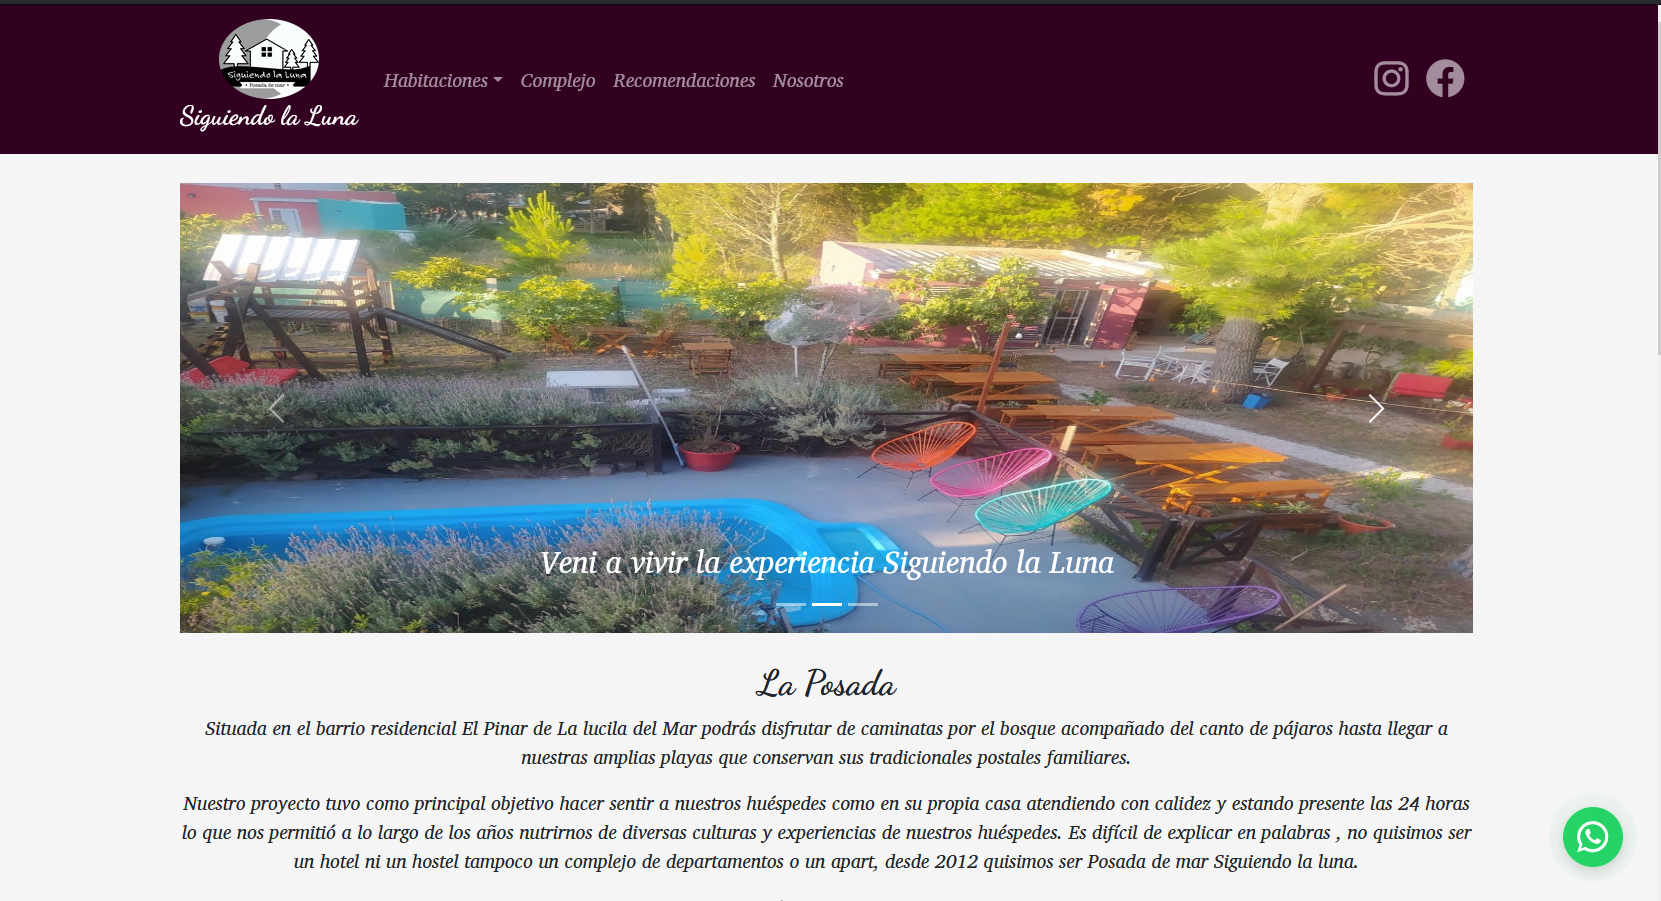 Siguiendo la Luna
• Posada de mar •
Siguiendo la Luna
Habitaciones Complejo Recomendaciones Nosotros
Veni a vivir la experiencia Siguiendo la Luna
La Posada
Situada en el barrio residencial El Pinar de La lucila del Mar podrás disfrutar de caminatas por el bosque acompañado del canto de pájaros hasta llegar a
nuestras amplias playas que conservan sus tradicionales postales familiares.
Nuestro proyecto tuvo como principal objetivo hacer sentir a nuestros huéspedes como en su propia casa atendiendo con calidez y estando presente las 24 horas
lo que nos permitió a lo largo de los años nutrirnos de diversas culturas y experiencias de nuestros huéspedes. Es difícil de explicar en palabras , no quisimos ser
un hotel ni un hostel tampoco un complejo de departamentos o un apart, desde 2012 quisimos ser Posada de mar Siguiendo la luna.